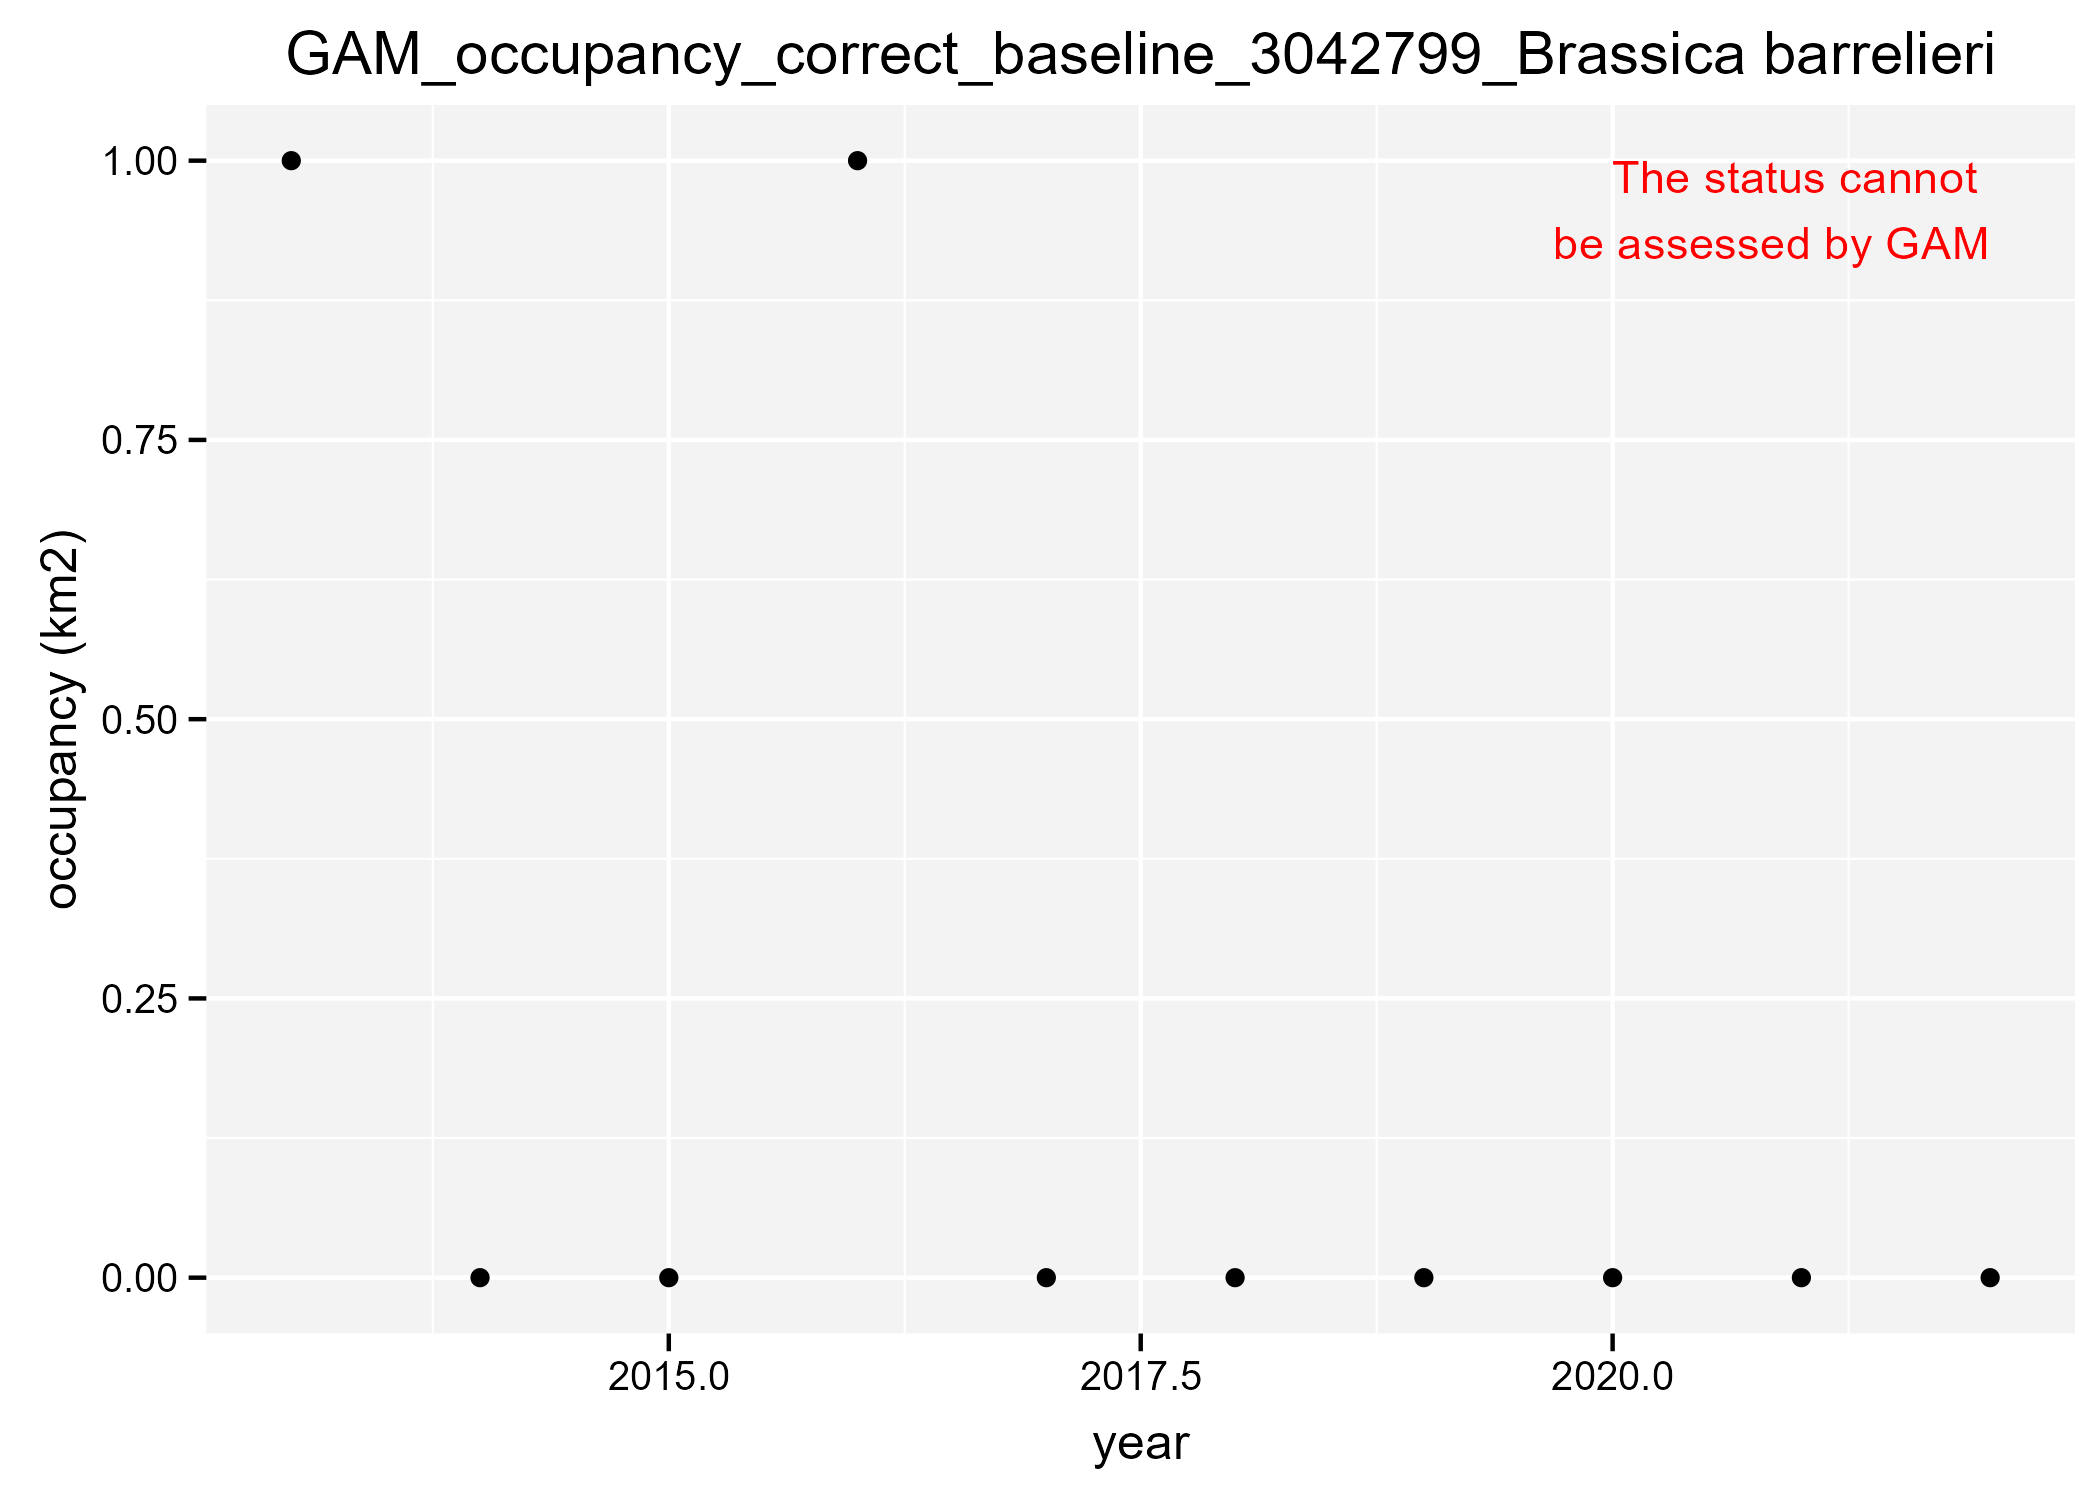 GAM_occupancy_correct_baseline_3042799_Brassica barrelieri
1.00
The status cannot
be assessed by GAM
0.75
0.50
0.25
0.00
occupancy (km2)
2015.0 2017.5 2020.0
year